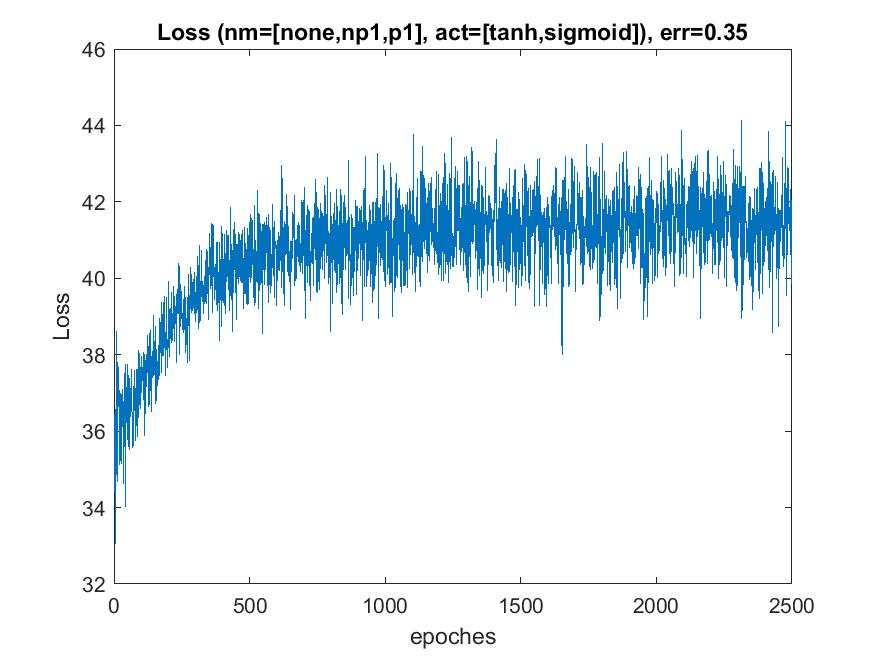 Loss (nm=[none,np1,p1], act=[tanh,sigmoid]), err=0.35
46
44
42
40
38
36
34
32
Loss
0 500 1000 1500 2000 2500
epoches